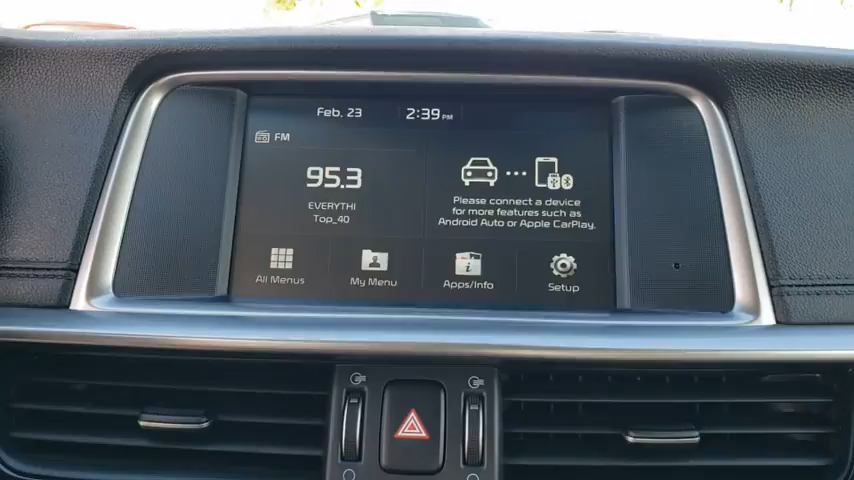 Feb. 23
2:39 PM
FM
95.3
EVERYTHI
Top_40
Please connect a device
for more features such as
Android Auto or Apple CarPlay.
All Menus
My Menu
Apps/Info
Setup